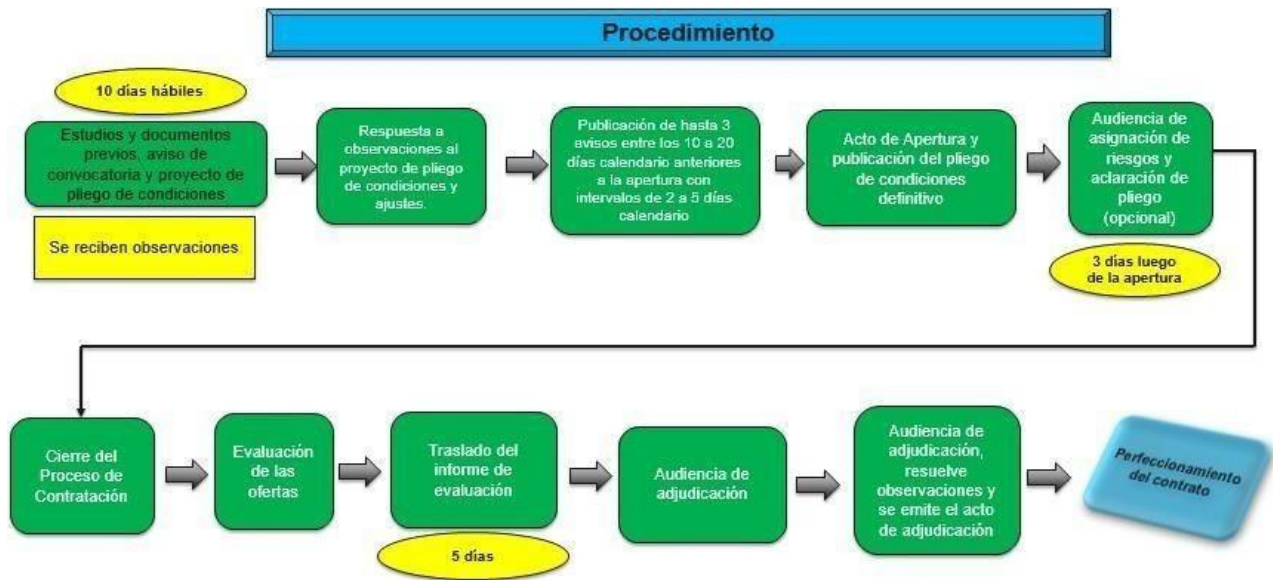 Procedimiento
10 días hábiles
Estudios y documentos
previos, aviso de
convocatoria y proyecto de
pliego de condiciones
Se reciben observaciones
Respuesta a
observaciones al
proyecto de pliego
de condiciones y
ajustes.
Publicación de hasta 3
avisos entre los 10 a 20
días calendario anteriores
a la apertura con
intervalos de 2 a 5 días
calendario
Acto de Apertura y
publicación del pliego
de condiciones
definitivo
Audiencia de
asignación de
riesgos y
aclaración de
pliego
(opcional)
3 días luego
de la apertura
Cierre del
Proceso de
Contratación
Evaluación
de las
ofertas
Traslado del
informe de
evaluación
5 días
Audiencia de
adjudicación
Audiencia de
adjudicación,
resuelve
observaciones y
se emite el acto
de adjudicación
Perfeccionamiento
del contrato